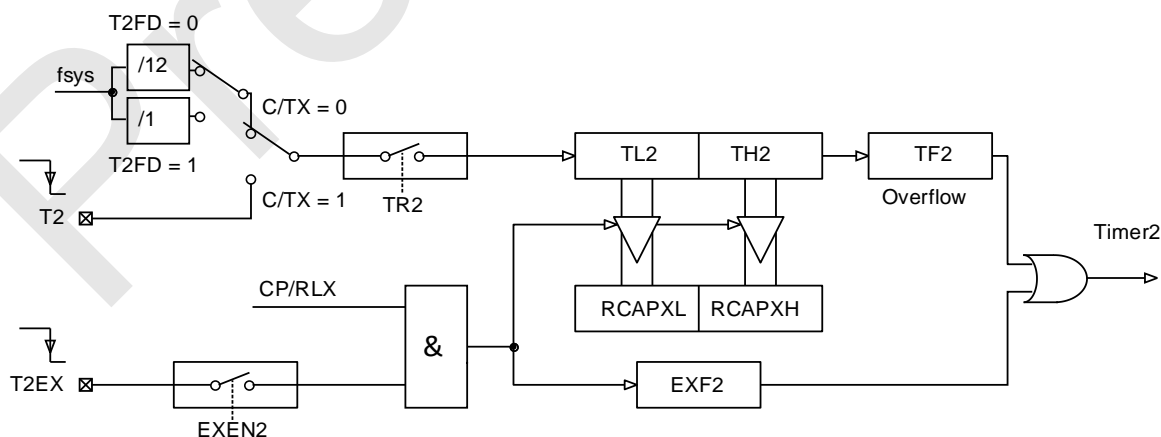 T2FD = 0
/12
fsys
C/TX = 0
/1
T2FD = 1
TL2
TH2
TF2
T2
C/TX = 1
TR2
Overflow
Timer2
CP/RLX
RCAPXL
RCAPXH
&
T2EX
EXF2
EXEN2
Pre